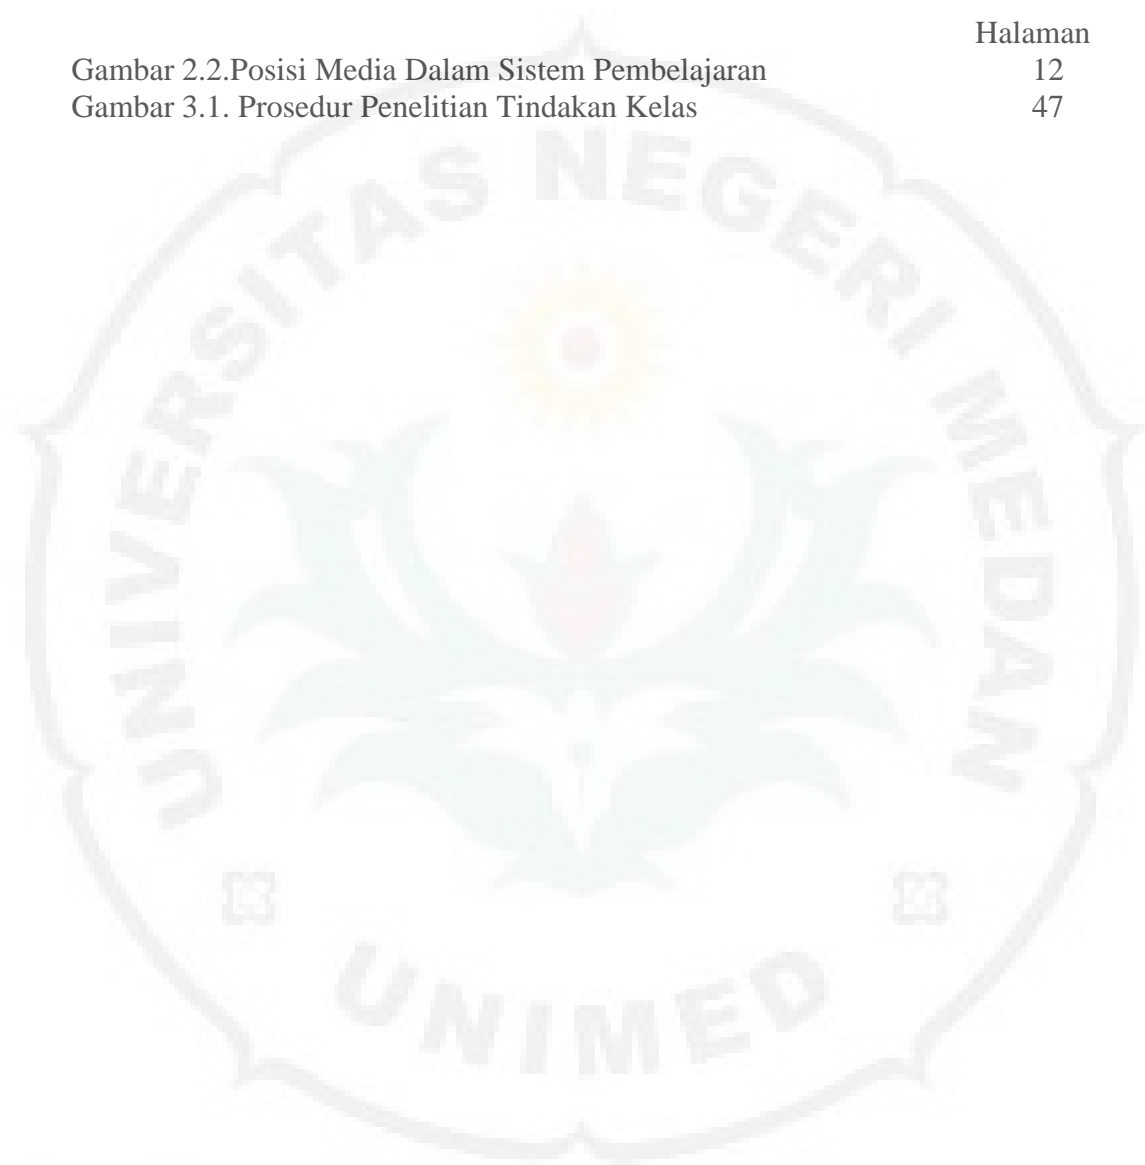 Halaman
Gambar 2.2.Posisi Media Dalam Sistem Pembelajaran 12
Gambar 3.1. Prosedur Penelitian Tindakan Kelas 47
UNIVERSITAS NEGERI MEDAN
UNIMED